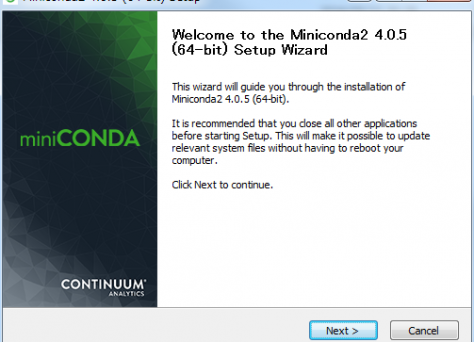 Miniconda2 4.0.5 (64-bit) Setup
Welcome to the Miniconda2 4.0.5
(64-bit) Setup Wizard
This wizard will guide you through the installation of
Miniconda2 4.0.5 (64-bit).
It is recommended that you close all other applications
before starting Setup. This will make it possible to update
relevant system files without having to reboot your
computer.
Click Next to continue.
miniCONDA
CONTINUUM
ANALYTICS
Next >
Cancel